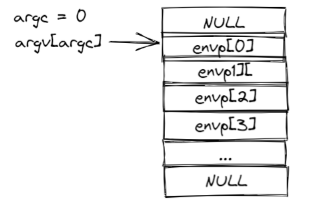 argc = 0
argv[argc]
NULL
envp[0]
envp1][
envp[2]
envp[3]
...
NULL